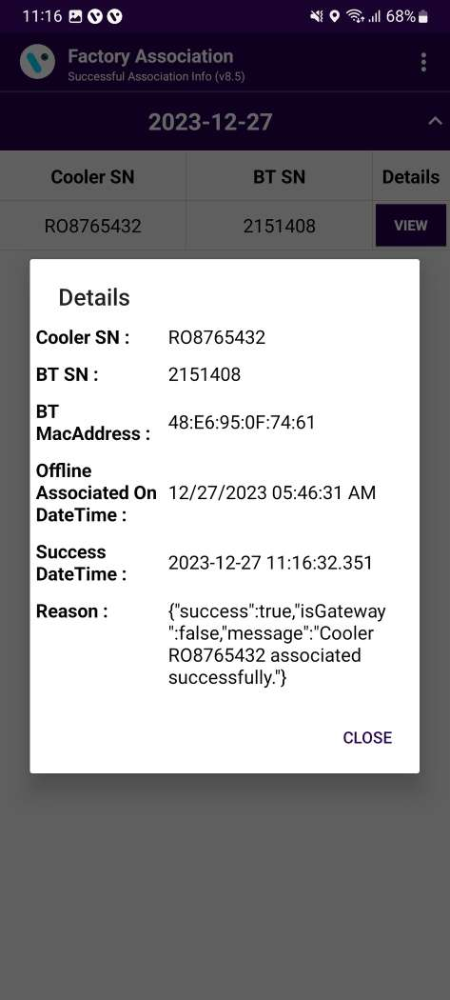 11:16 68%
Factory Association
Successful Association Info (v8.5)
2023-12-27
Cooler SN BT SN Details
RO8765432 2151408 VIEW
Details
Cooler SN : RO8765432
BT SN : 2151408
BT
MacAddress : 48:E6:95:0F:74:61
Offline
Associated On 12/27/2023 05:46:31 AM
DateTime :
Success
DateTime : 2023-12-27 11:16:32.351
Reason : {"success":true,"isGateway
":false,"message":"Cooler
RO8765432 associated
successfully."}
CLOSE